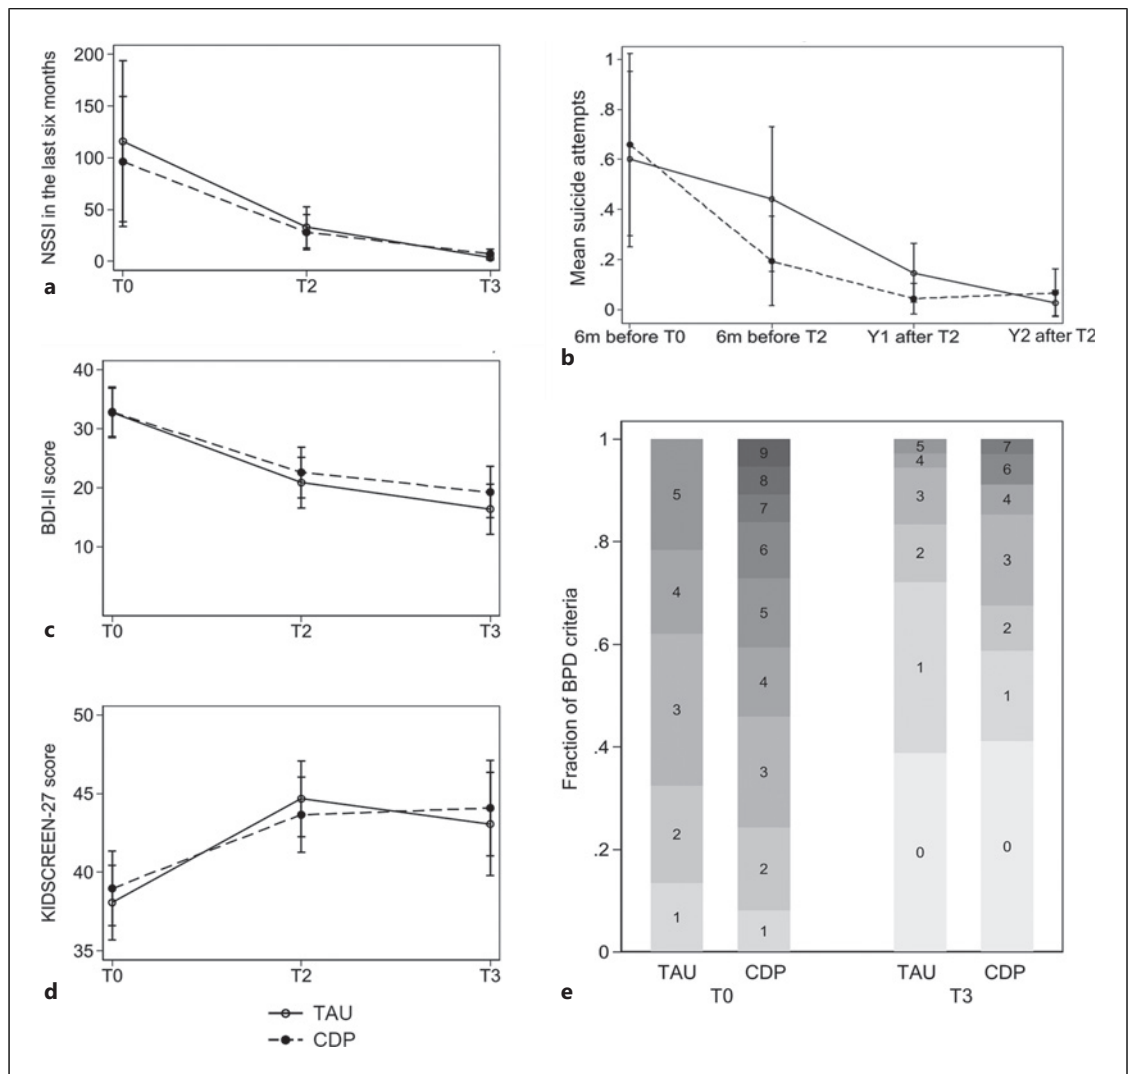 NSSI in the last six months
200
150
100
50
0
T0 T2 T3
a
Mean suicide attempts
1
.8
.6
.4
.2
0
6m before T0 6m before T2 Y1 after T2 Y2 after T2
b
BDI-II score
40
30
20
10
T0 T2 T3
c
KIDSCREEN-27 score
50
45
40
35
T0 T2 T3
d
TAU
CDP
Fraction of BPD criteria
1
.8
.6
.4
.2
0
5
4
3
2
1
9
8
7
6
5
4
3
2
1
5
4
3
2
1
0
7
6
4
3
2
1
0
TAU CDP TAU CDP
T0 T3
e